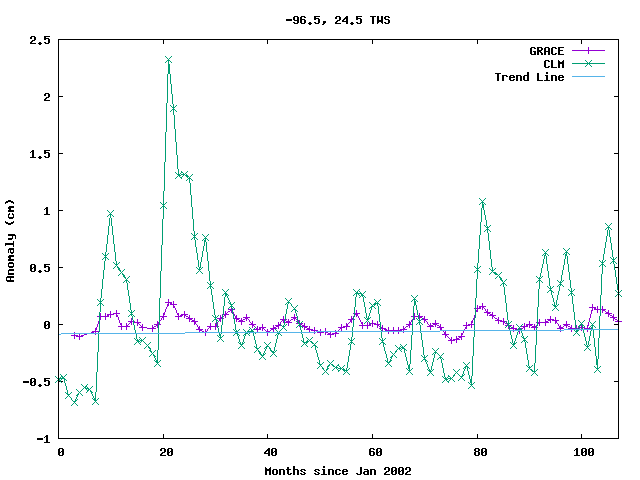 -96.5, 24.5 TWS
GRACE
CLM
Trend Line
2.5
2
1.5
1
0.5
0
-0.5
-1
Anomaly (cm)
0 20 40 60 80 100
Months since Jan 2002